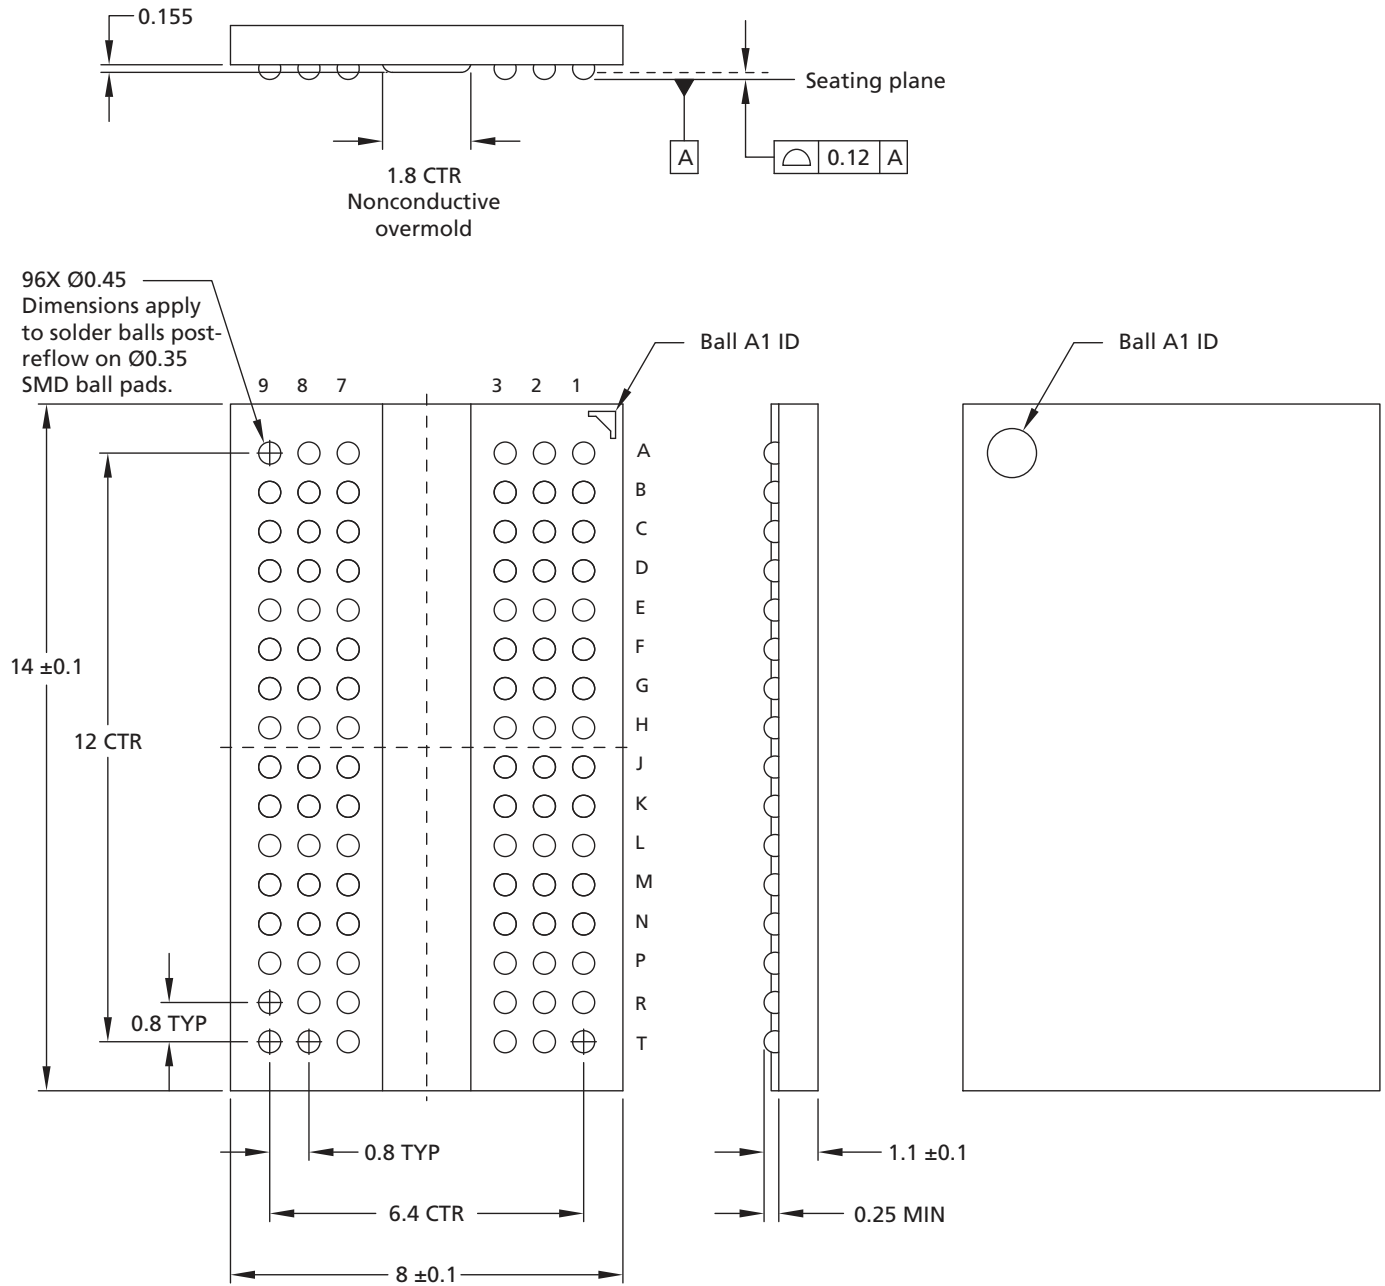 0.155
Seating plane
A
0.12 A
1.8 CTR
Nonconductive
overmold
96X Ø0.45
Dimensions apply
to solder balls post-
reflow on Ø0.35
SMD ball pads.
Ball A1 ID
Ball A1 ID
9 8 7 3 2 1
A
B
C
D
E
F
14 ±0.1
G
H
12 CTR
J
K
L
M
N
P
R
0.8 TYP
T
0.8 TYP
1.1 ±0.1
6.4 CTR
0.25 MIN
8 ±0.1